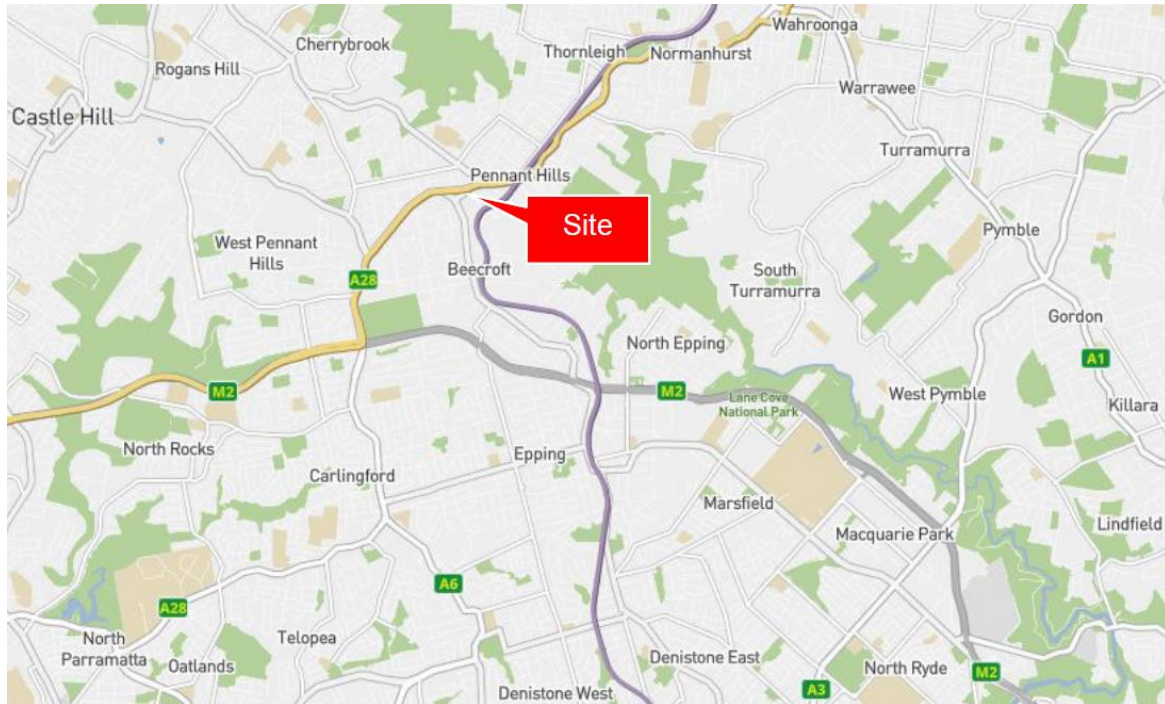 Wahroonga
Cherrybrook
Thornleigh
Normanhurst
Rogans Hill
Warrawee
Castle Hill
Turramurra
Pennant Hills
Site
Pymble
West Pennant
Hills
Beecroft
South
Turramurra
A28
Gordon
North Epping
A1
M2
M2
Lane Cove
National Park
West Pymble
Killara
North Rocks
Epping
Carlingford
Marsfield
Lindfield
Macquarie Park
A6
A28
North
Parramatta
Telopea
Oatlands
Denistone East
North Ryde
M2
A3
Denistone West